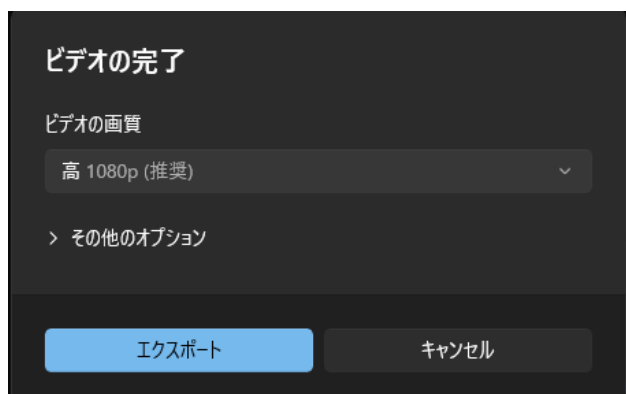 ビデオの完了
ビデオの画質
高 1080p (推奨)
その他のオプション
エクスポート
キャンセル